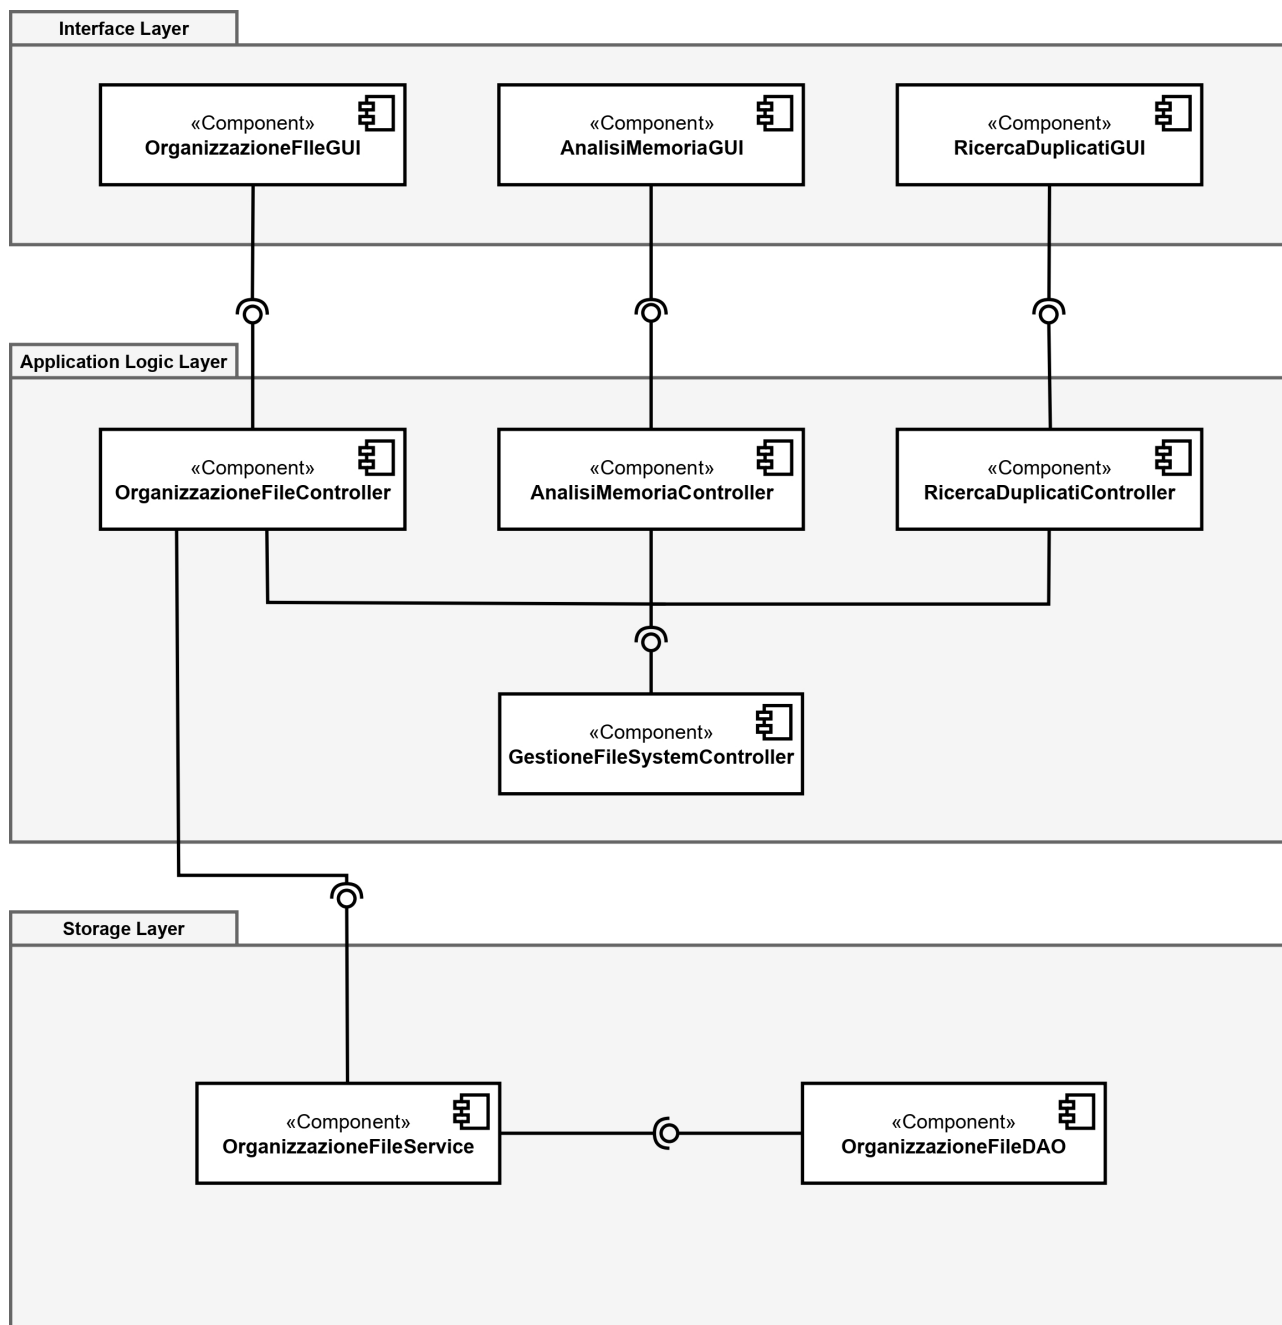 Interface Layer
«Component»
OrganizzazioneFIleGUI
«Component»
AnalisiMemoriaGUI
«Component»
RicercaDuplicatiGUI
Application Logic Layer
«Component»
OrganizzazioneFileController
«Component»
AnalisiMemoriaController
«Component»
RicercaDuplicatiController
«Component»
GestioneFileSystemController
Storage Layer
«Component»
OrganizzazioneFileService
«Component»
OrganizzazioneFileDAO